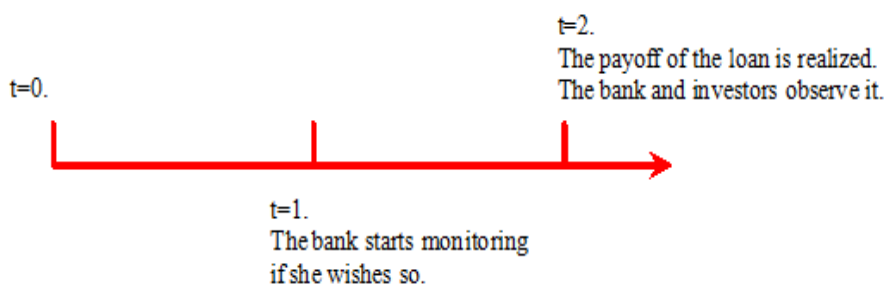 t=0.
t=1.
The bank starts monitoring
if she wishes so.
t=2.
The payoff of the loan is realized.
The bank and investors observe it.